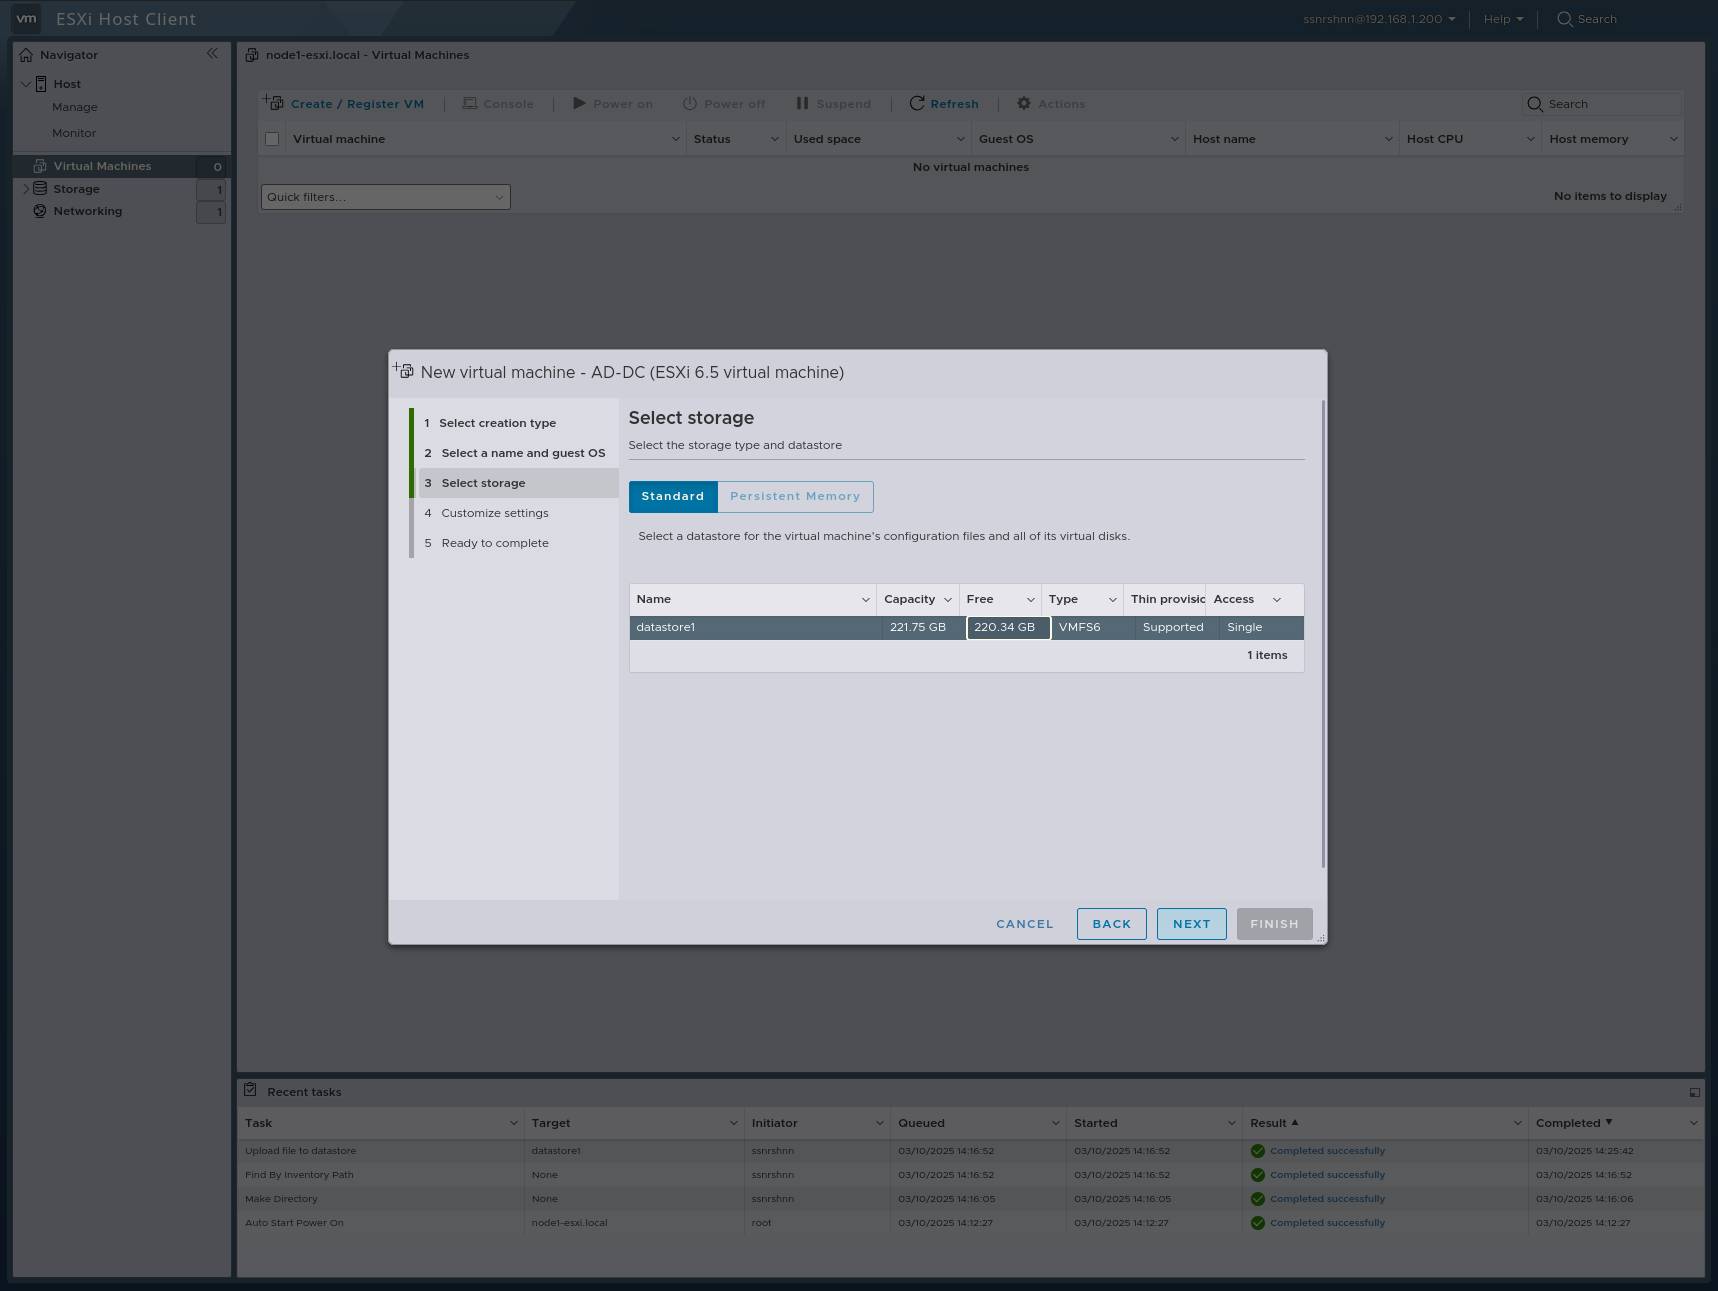 vm ESXi Host Client
ssnrshnn@192.168.1.200 Help Search
Navigator
Host
Manage
Monitor
Virtual Machines 0
Storage 1
Networking 1
node1-esxi.local - Virtual Machines
Create / Register VM Console Power on Power off Suspend Refresh Actions Search
Virtual machine Status Used space Guest OS Host name Host CPU Host memory
No virtual machines
Quick filters...
No items to display
New virtual machine - AD-DC (ESXi 6.5 virtual machine)
1 Select creation type
2 Select a name and guest OS
3 Select storage
4 Customize settings
5 Ready to complete
Select storage
Select the storage type and datastore
Standard Persistent Memory
Select a datastore for the virtual machine's configuration files and all of its virtual disks.
Name Capacity Free Type Thin provisic Access
datastore1 221.75 GB 220.34 GB VMFS6 Supported Single
1 items
CANCEL BACK NEXT FINISH
Recent tasks
Task Target Initiator Queued Started Result Completed
Upload file to datastore datastore1 ssnrshnn 03/10/2025 14:16:52 03/10/2025 14:16:52 Completed successfully 03/10/2025 14:25:42
Find By Inventory Path None ssnrshnn 03/10/2025 14:16:52 03/10/2025 14:16:52 Completed successfully 03/10/2025 14:16:52
Make Directory None ssnrshnn 03/10/2025 14:16:05 03/10/2025 14:16:05 Completed successfully 03/10/2025 14:16:06
Auto Start Power On node1-esxi.local root 03/10/2025 14:12:27 03/10/2025 14:12:27 Completed successfully 03/10/2025 14:12:27